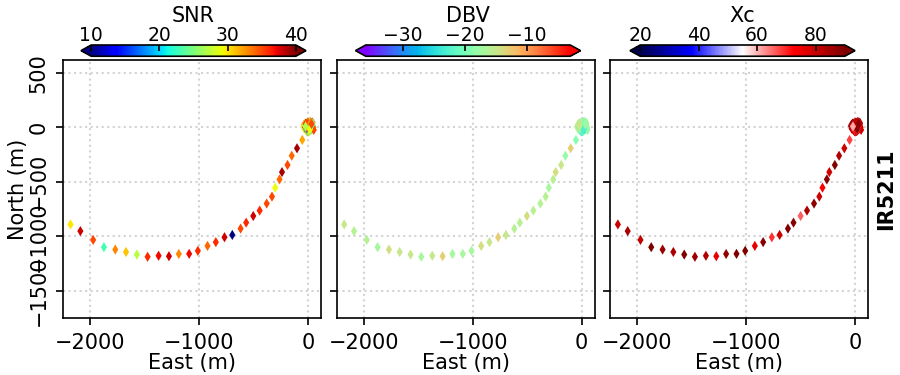 SNR DBV Xc
10 20 30 40 −30 −20 −10 20 40 60 80
500
0
−500
−1000
−1500
North (m)
−2000 −1000 0 −2000 −1000 0 −2000 −1000 0
East (m) East (m) East (m)
IR5211